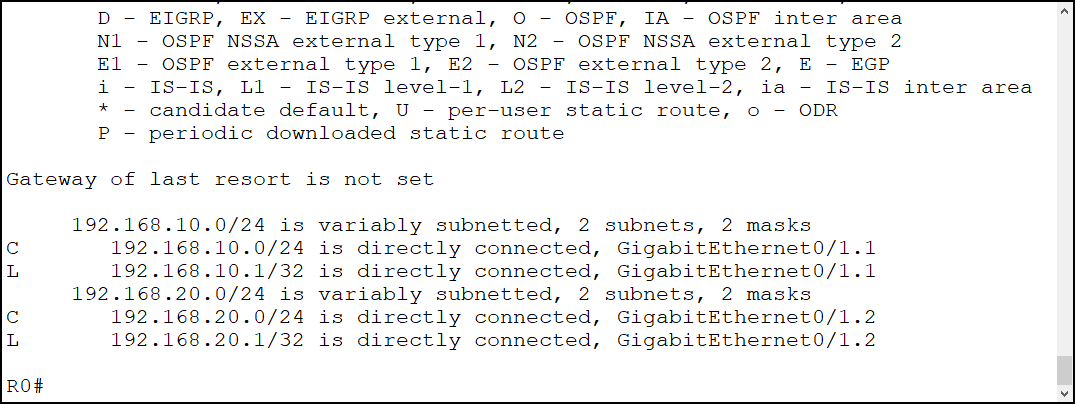 D - EIGRP, EX - EIGRP external, O - OSPF, IA - OSPF inter area
N1 - OSPF NSSA external type 1, N2 - OSPF NSSA external type 2
E1 - OSPF external type 1, E2 - OSPF external type 2, E - EGP
i - IS-IS, L1 - IS-IS level-1, L2 - IS-IS level-2, ia - IS-IS inter area
* - candidate default, U - per-user static route, o - ODR
P - periodic downloaded static route
Gateway of last resort is not set
192.168.10.0/24 is variably subnetted, 2 subnets, 2 masks
C 192.168.10.0/24 is directly connected, GigabitEthernet0/1.1
L 192.168.10.1/32 is directly connected, GigabitEthernet0/1.1
192.168.20.0/24 is variably subnetted, 2 subnets, 2 masks
C 192.168.20.0/24 is directly connected, GigabitEthernet0/1.2
L 192.168.20.1/32 is directly connected, GigabitEthernet0/1.2
R0#